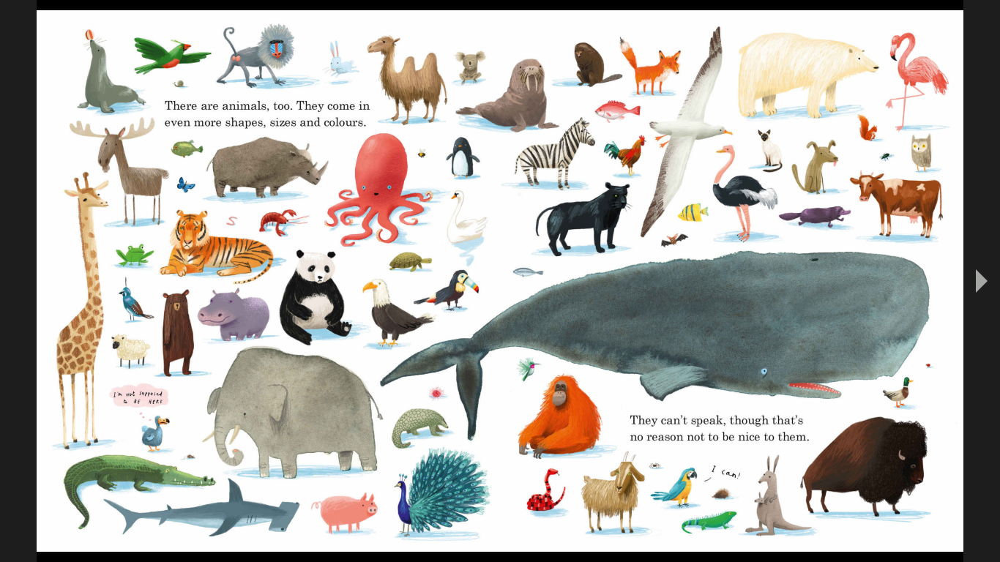 There are animals, too. They come in
even more shapes, sizes and colours.
I'm not supposed
to BE HERE
They can't speak, though that's
no reason not to be nice to them.
I can!